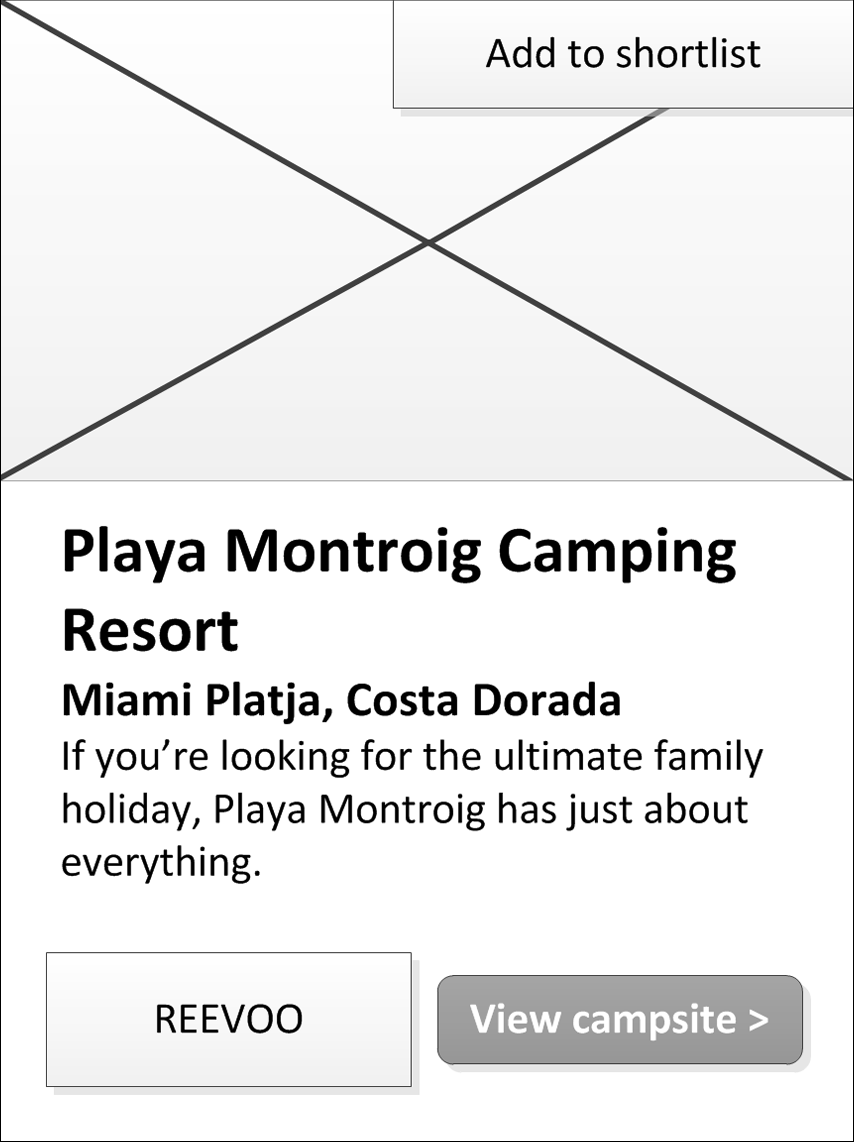 Add to shortlist
Playa Montroig Camping
Resort
Miami Platja, Costa Dorada
If you’re looking for the ultimate family
holiday, Playa Montroig has just about
everything.
REEVOO
View campsite >